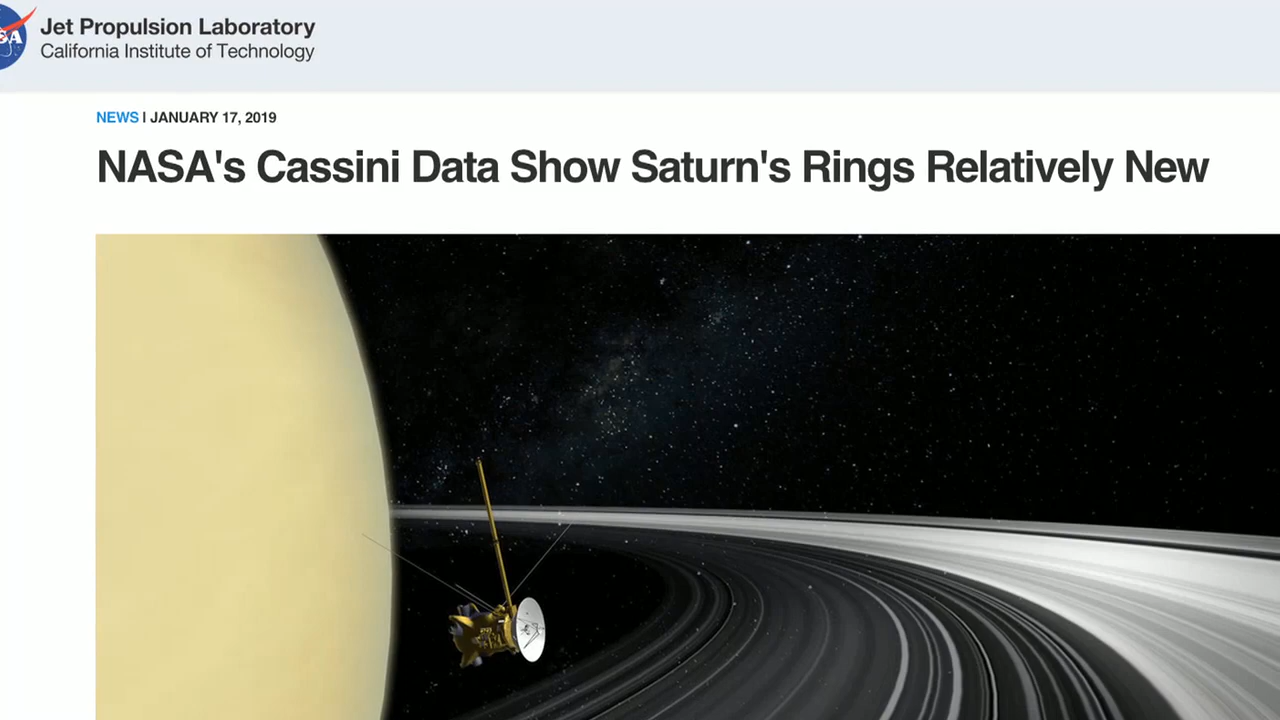 Jet Propulsion Laboratory
California Institute of Technology
NEWS | JANUARY 17, 2019
NASA's Cassini Data Show Saturn's Rings Relatively New